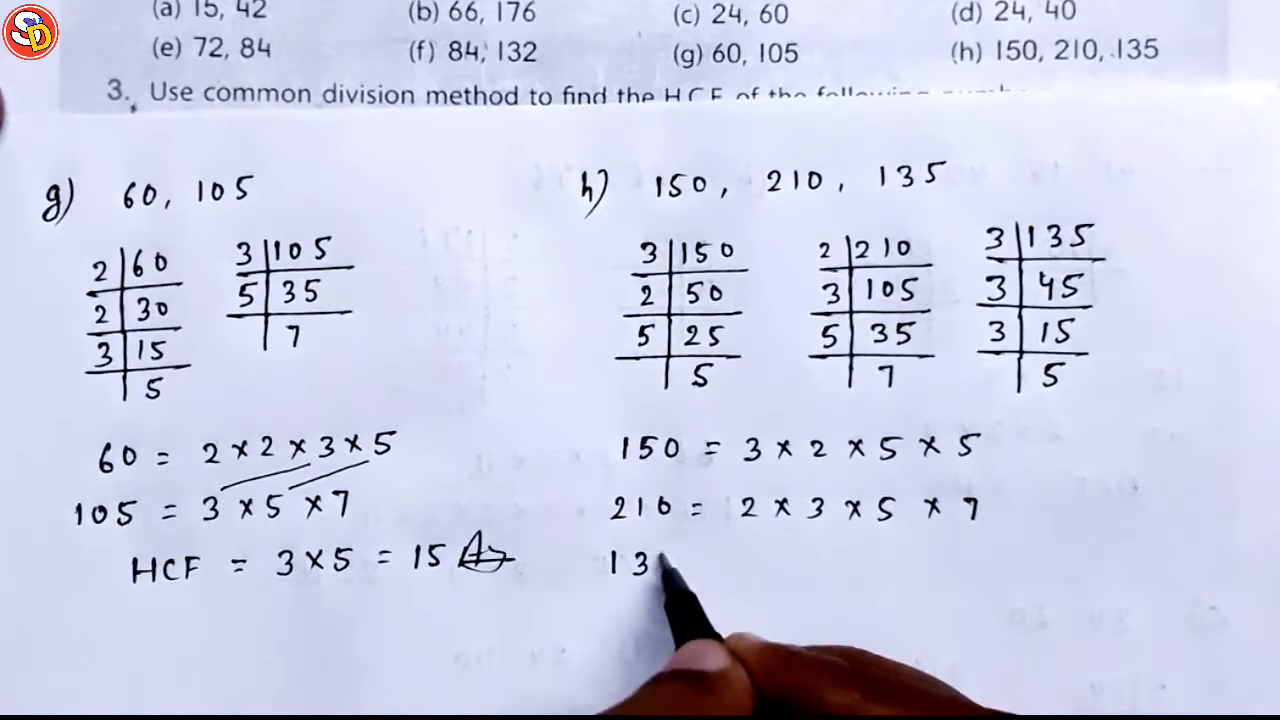 SD
(a) 15, 42 (b) 66, 176 (c) 24, 60 (d) 24, 40
(e) 72, 84 (f) 84, 132 (g) 60, 105 (h) 150, 210, 135
3. Use common division method to find the H.C.F. of the following
g) 60, 105
2 | 60
2 | 30
3 | 15
5
3 | 105
5 | 35
7
60 = 2 × 2 × 3 × 5
105 = 3 × 5 × 7
HCF = 3 × 5 = 15
h) 150, 210, 135
3 | 150
2 | 50
5 | 25
5
2 | 210
3 | 105
5 | 35
7
3 | 135
3 | 45
3 | 15
5
150 = 3 × 2 × 5 × 5
210 = 2 × 3 × 5 × 7
13